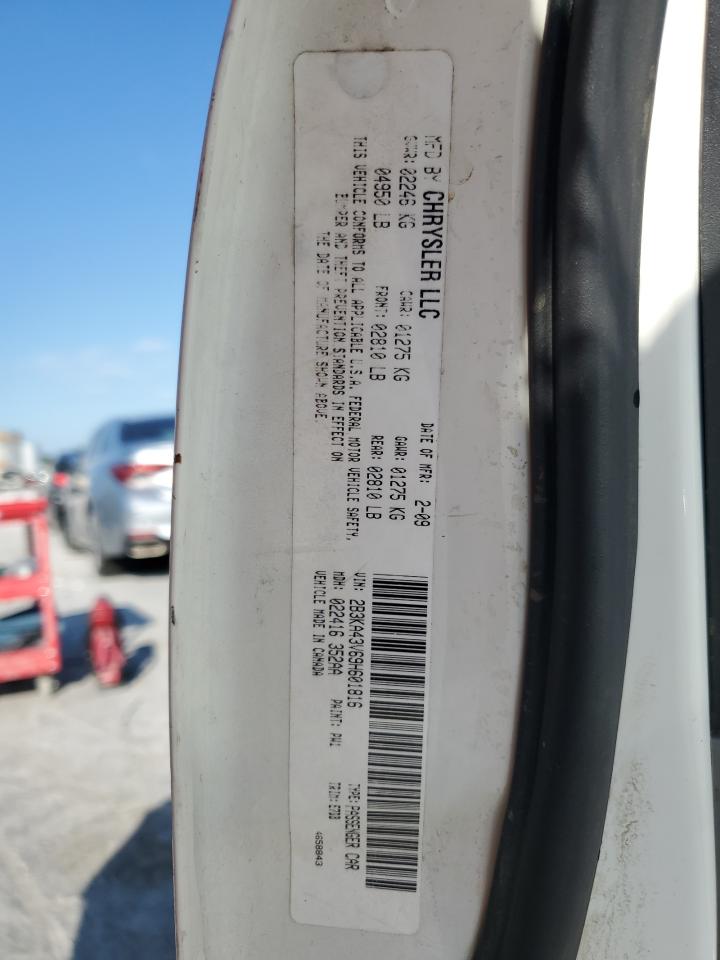 MFD BY CHRYSLER LLC
DATE OF MFR: 2-09
GVWR: 02246 KG
GAWR: 01275 KG
GAWR: 01275 KG
04950 LB
FRONT: 02810 LB
REAR: 02810 LB
THIS VEHICLE CONFORMS TO ALL APPLICABLE U.S.A. FEDERAL MOTOR VEHICLE SAFETY,
BUMPER AND THEFT PREVENTION STANDARDS IN EFFECT ON
THE DATE OF MANUFACTURE SHOWN ABOVE.
VIN: 2B3KA43V69H601816
TYPE: PASSENGER CAR
MDH: 022416 352AA
PAINT: PW1
TRIM:
VEHICLE MADE IN CANADA
4658843